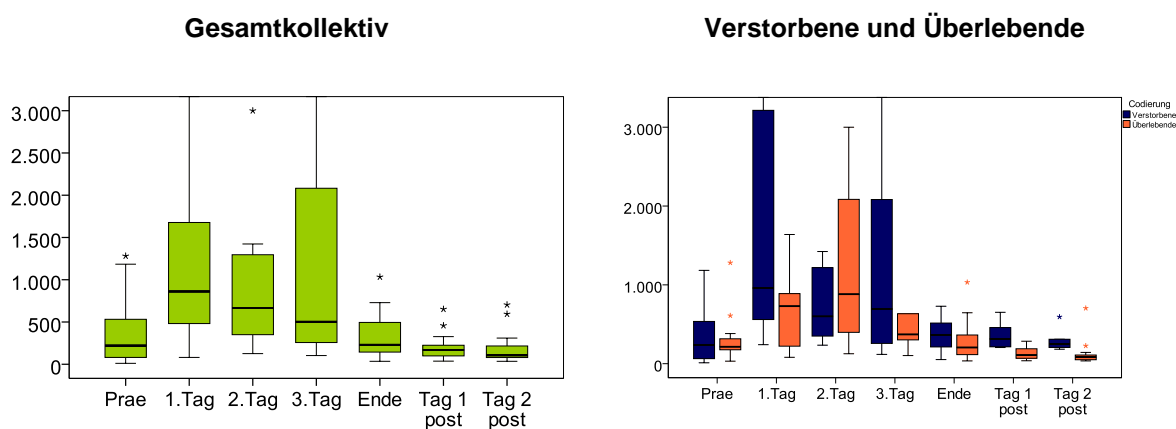 Gesamtkollektiv
3.000
2.500
2.000
1.500
1.000
500
0
Prae 1.Tag 2.Tag 3.Tag Ende Tag 1 post Tag 2 post
Verstorbene und Überlebende
Codierung
Verstorbene
Überlebende
3.000
2.000
1.000
0
Prae 1.Tag 2.Tag 3.Tag Ende Tag 1 post Tag 2 post